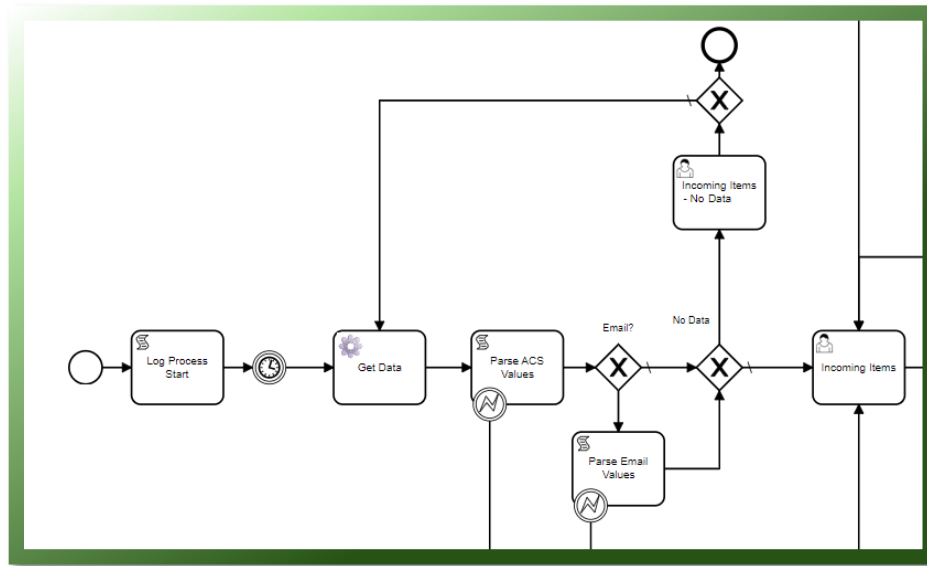 Incoming Items
- No Data
Email?
No Data
Log Process
Start
Get Data
Parse ACS
Values
Incoming Items
Parse Email
Values